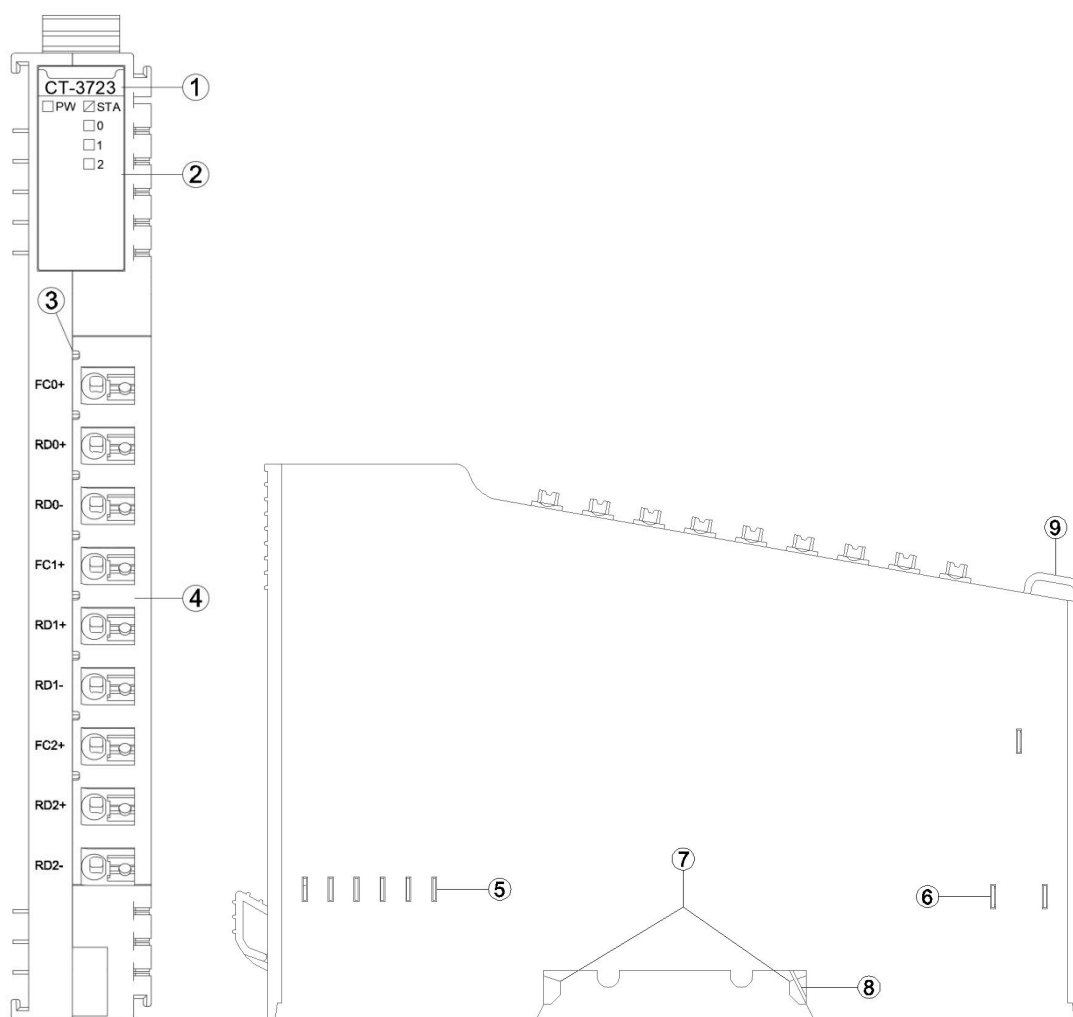 CT-3723
①
PW STA
0
1
2
②
③
FC0+
RD0+
RD0-
FC1+
④
RD1+
RD1-
FC2+
RD2+
RD2-
⑨
⑦
⑤
⑥
⑧